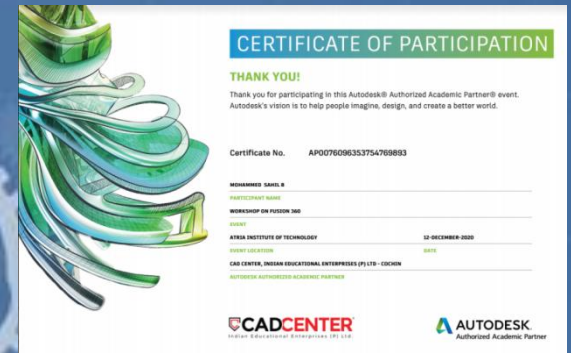 CERTIFICATE OF PARTICIPATION
THANK YOU!
Thank you for participating in this Autodesk® Authorized Academic Partner® event.
Autodesk's vision is to help people imagine, design, and create a better world.
Certificate No. AP0076096353754769893
MOHAMMED SAHIL B
PARTICIPANT NAME
WORKSHOP ON FUSION 360
EVENT
ATRIA INSTITUTE OF TECHNOLOGY 12-DECEMBER-2020
EVENT LOCATION DATE
CAD CENTER, INDIAN EDUCATIONAL ENTERPRISES (P) LTD - COCHIN
AUTODESK AUTHORIZED ACADEMIC PARTNER
CADCENTER
Indian Educational Enterprises (P) Ltd.
AUTODESK
Authorized Academic Partner